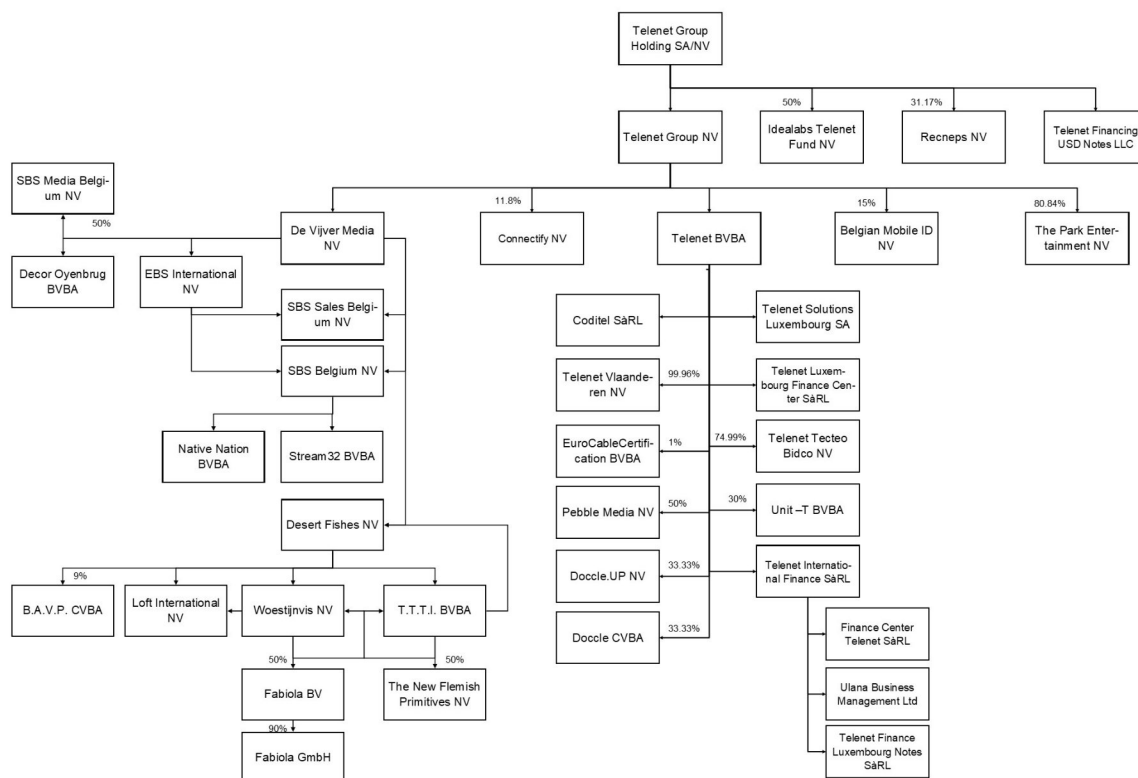 Telenet Group
Holding SA/NV
50%
31.17%
Telenet Group NV
Idealabs Telenet
Fund NV
Recneps NV
Telenet Financing
USD Notes LLC
SBS Media Belgi-
um NV
50%
11.8%
15%
80.84%
De Vijver Media
NV
Connectify NV
Telenet BVBA
Belgian Mobile ID
NV
The Park Enter-
tainment NV
Decor Oyenbrug
BVBA
EBS International
NV
SBS Sales Belgi-
um NV
Coditel SàRL
Telenet Solutions
Luxembourg SA
SBS Belgium NV
Telenet Vlaande-
ren NV
99.96%
Telenet Luxem-
bourg Finance Cen-
ter SàRL
Native Nation
BVBA
Stream32 BVBA
EuroCableCertifi-
cation BVBA
1%
74.99%
Telenet Tecteo
Bidco NV
Desert Fishes NV
Pebble Media NV
50%
30%
Unit –T BVBA
9%
B.A.V.P. CVBA
Loft International
NV
Woestijnvis NV
T.T.T.I. BVBA
Doccle.UP NV
33.33%
Telenet Internatio-
nal Finance SàRL
Doccle CVBA
33.33%
Finance Center
Telenet SàRL
50%
50%
Fabiola BV
The New Flemish
Primitives NV
Ulana Business
Management Ltd
90%
Fabiola GmbH
Telenet Finance
Luxembourg Notes
SàRL